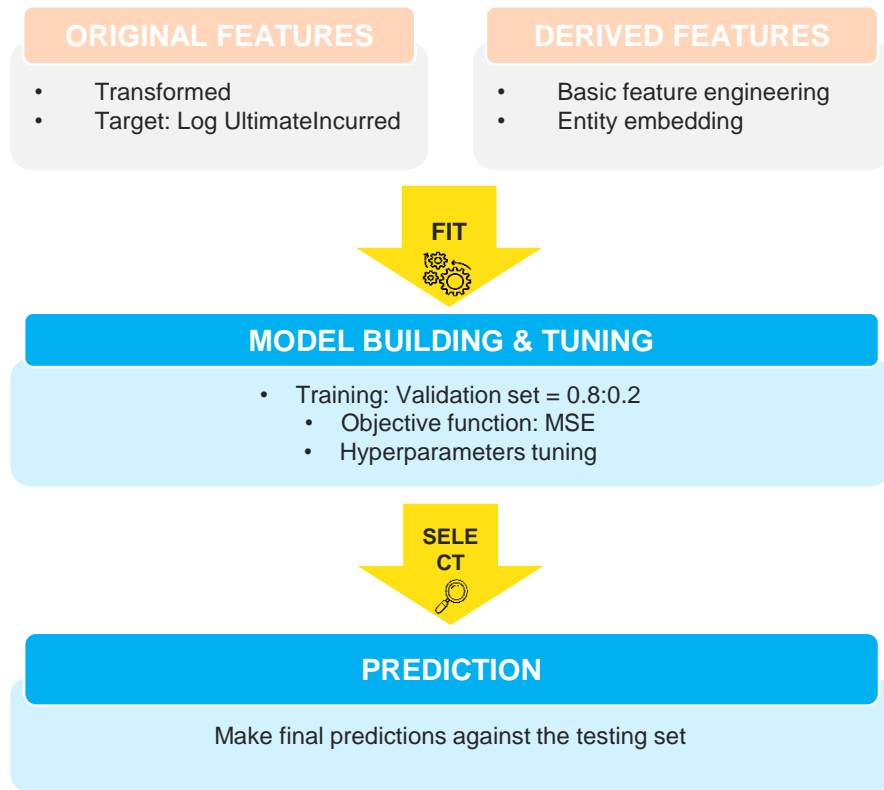 ORIGINAL FEATURES
• Transformed
• Target: Log UltimateIncurred
DERIVED FEATURES
• Basic feature engineering
• Entity embedding
FIT
MODEL BUILDING & TUNING
• Training: Validation set = 0.8:0.2
• Objective function: MSE
• Hyperparameters tuning
SELE
CT
PREDICTION
Make final predictions against the testing set